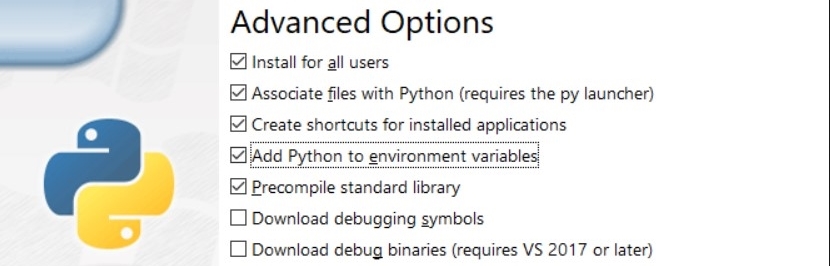 Advanced Options
Install for all users
Associate files with Python (requires the py launcher)
Create shortcuts for installed applications
Add Python to environment variables
Precompile standard library
Download debugging symbols
Download debug binaries (requires VS 2017 or later)